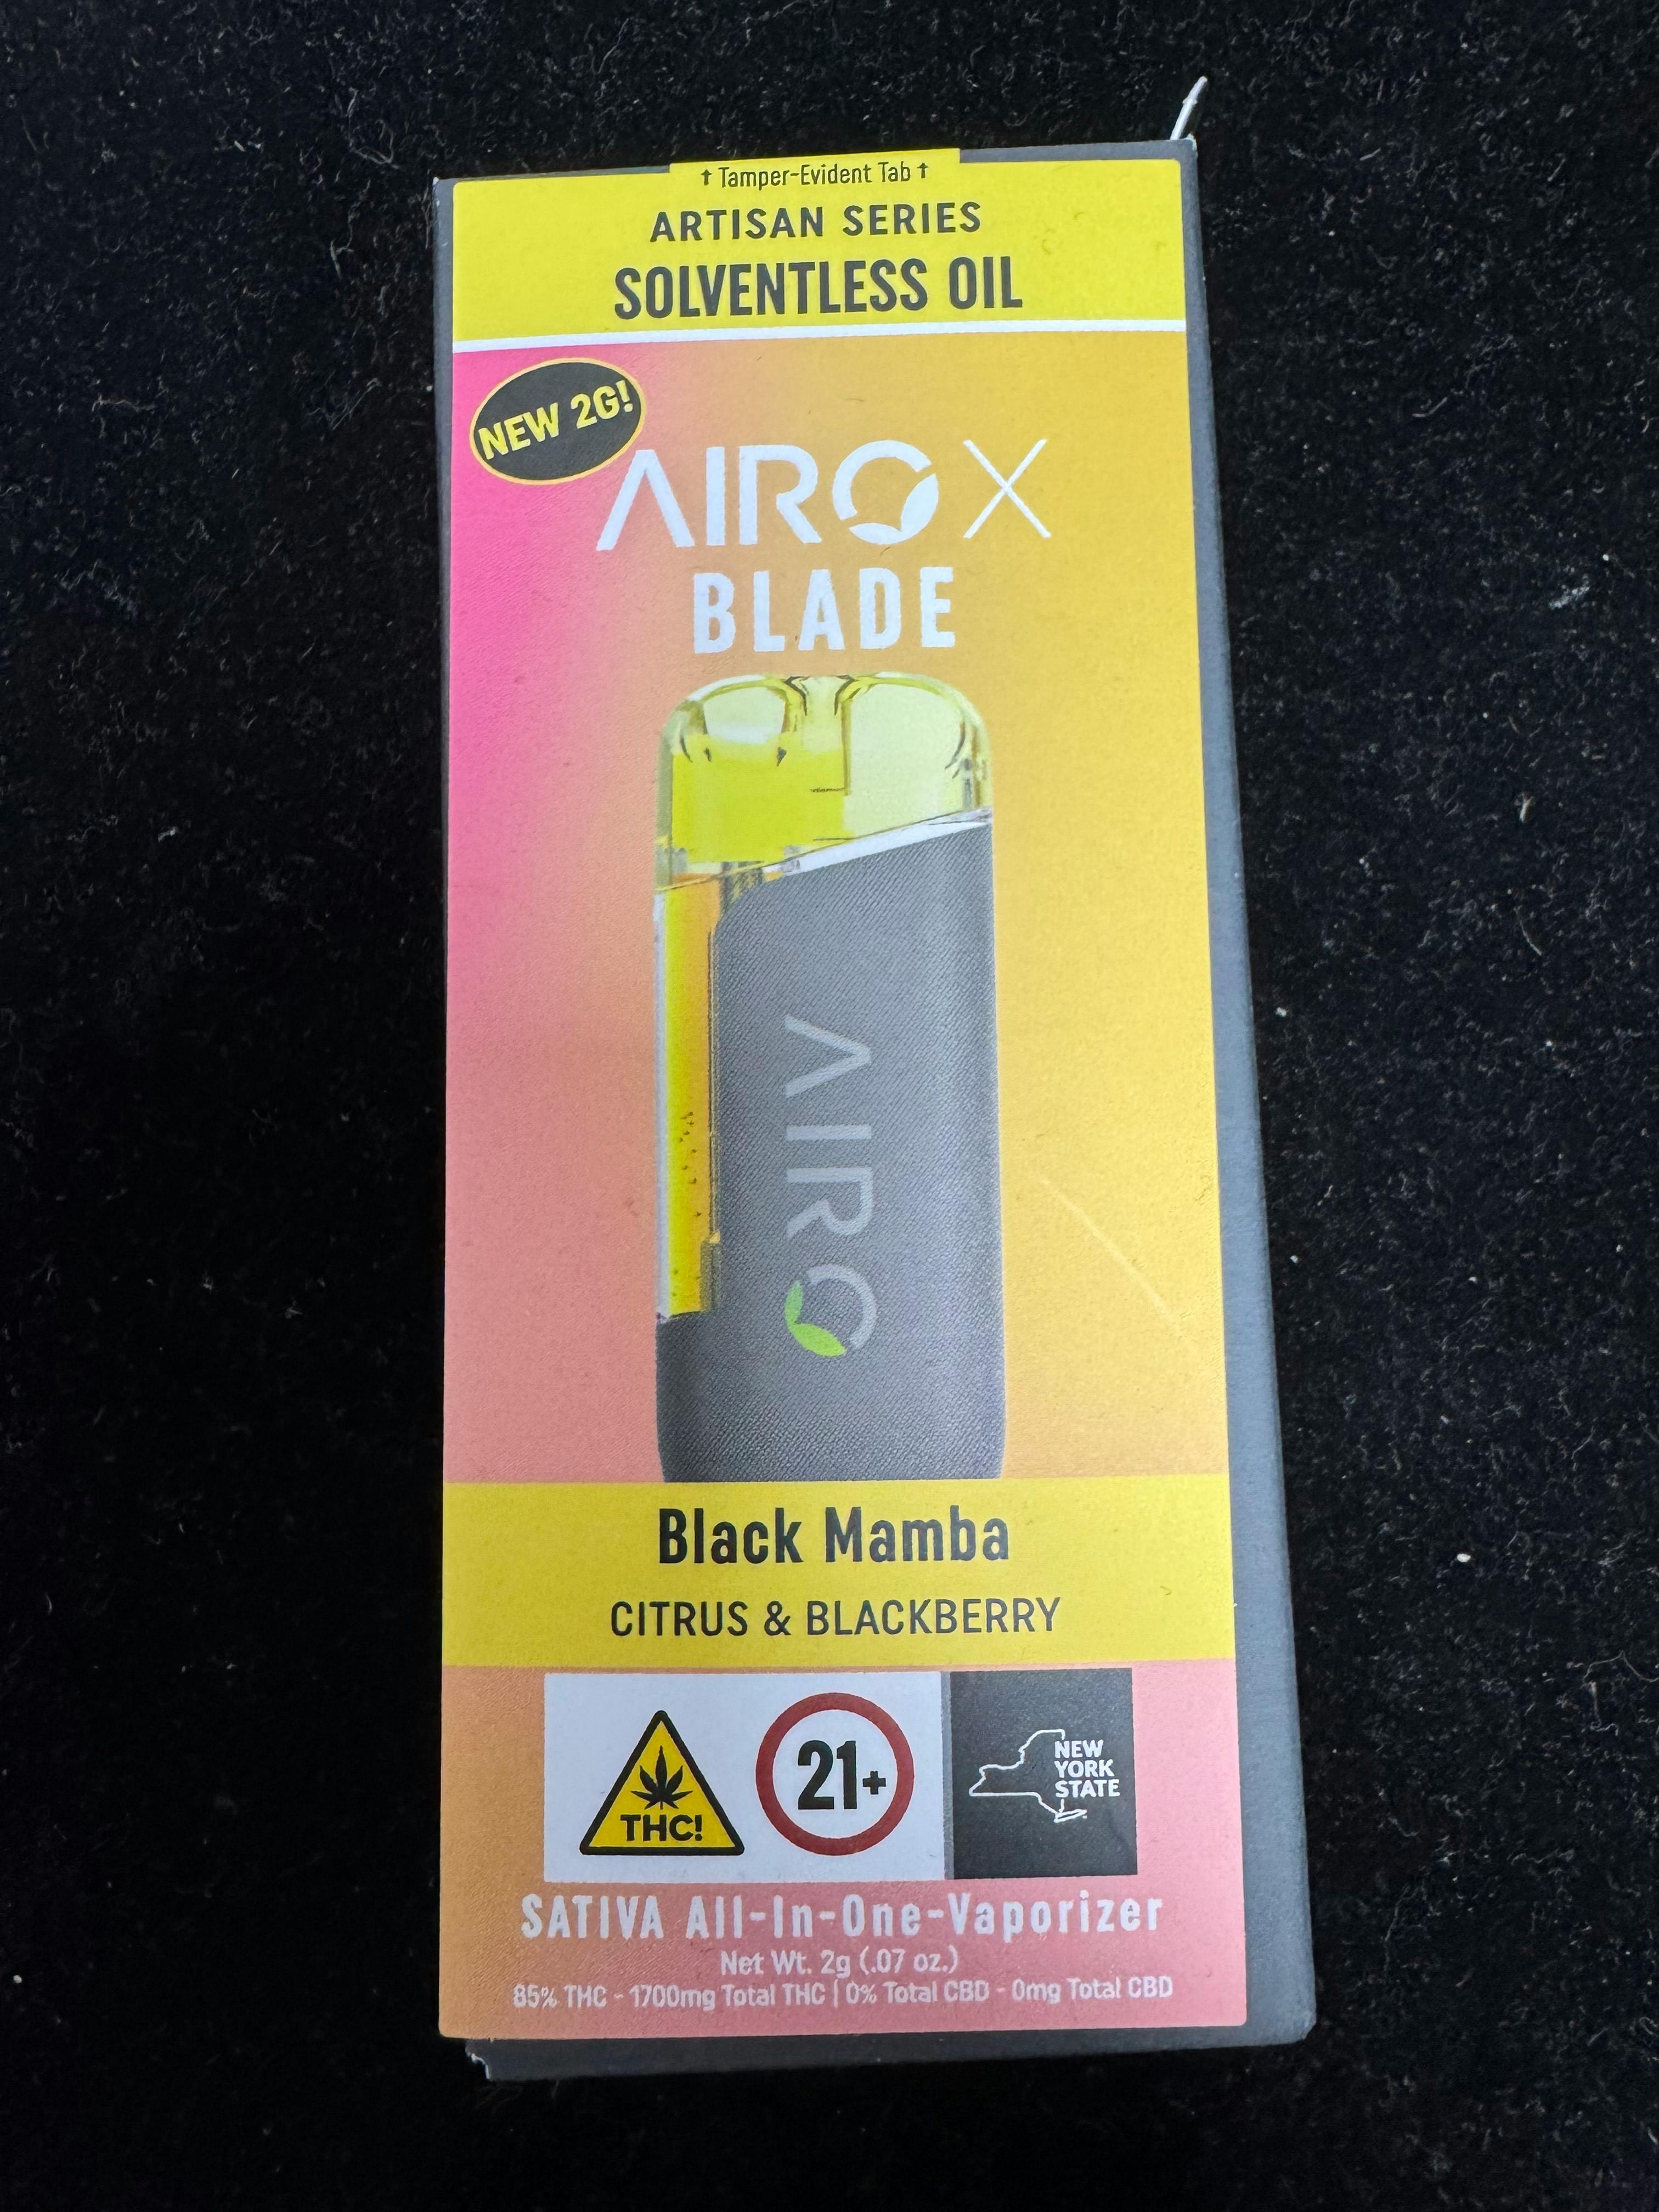 ↑ Tamper-Evident Tab ↑
ARTISAN SERIES
SOLVENTLESS OIL
NEW 2G!
AIRO X
BLADE
AIRO
Black Mamba
CITRUS & BLACKBERRY
THC!
21+
NEW
YORK
STATE
SATIVA All-In-One-Vaporizer
Net Wt. 2g (.07 oz.)
85% THC - 1700mg Total THC | 0% Total CBD - 0mg Total CBD